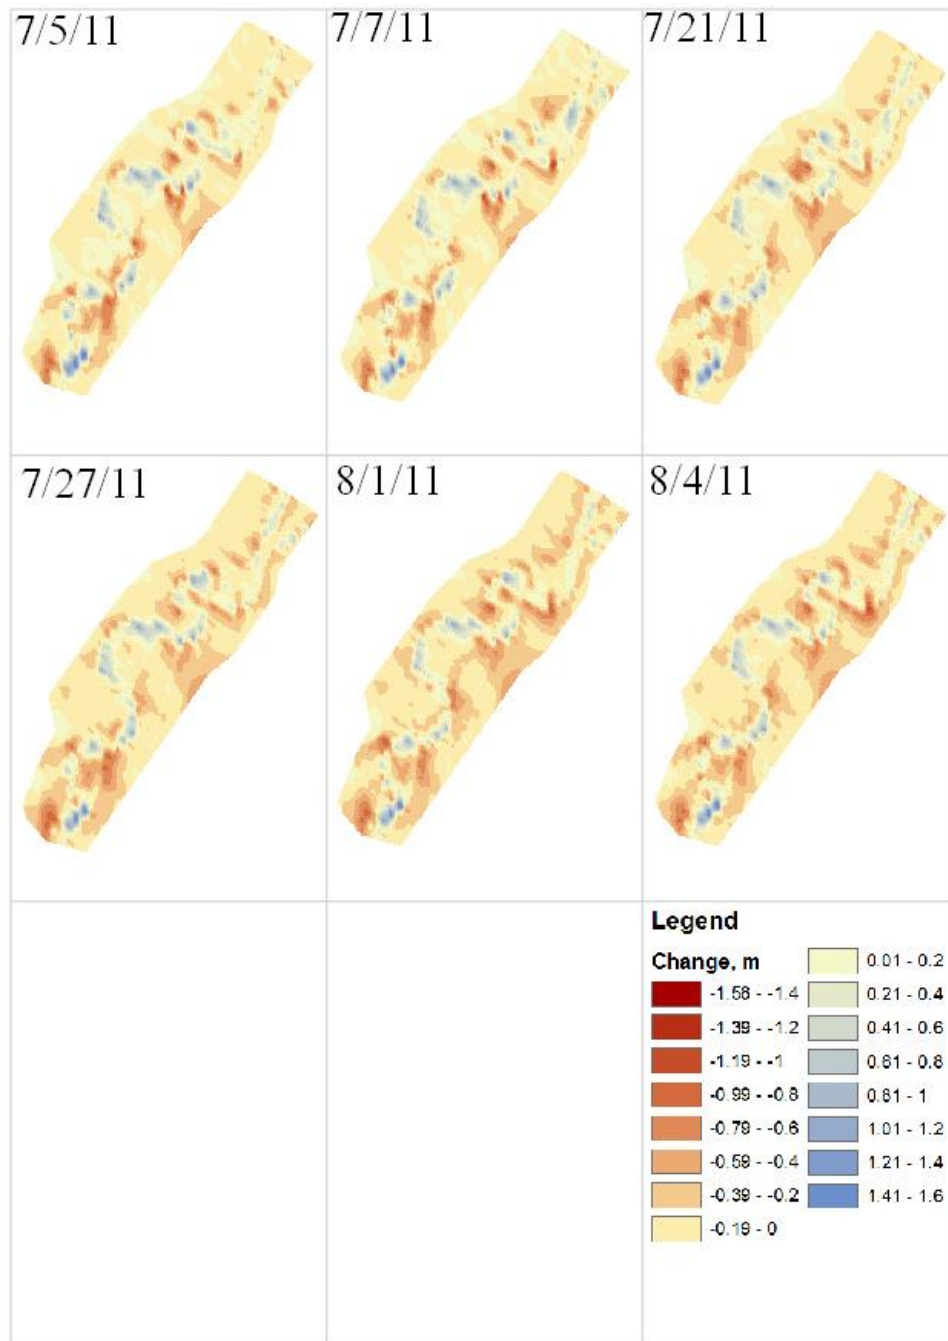 7/5/11
7/7/11
7/21/11
7/27/11
8/1/11
8/4/11
Legend
Change, m
-1.58 - -1.4
-1.39 - -1.2
-1.19 - -1
-0.99 - -0.8
-0.79 - -0.6
-0.59 - -0.4
-0.39 - -0.2
-0.19 - 0
0.01 - 0.2
0.21 - 0.4
0.41 - 0.6
0.61 - 0.8
0.81 - 1
1.01 - 1.2
1.21 - 1.4
1.41 - 1.6